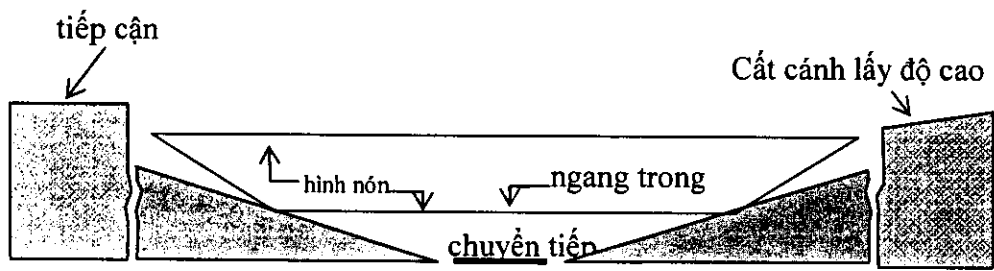 tiếp cận
Cất cánh lấy độ cao
hình nón
ngang trong
chuyển tiếp